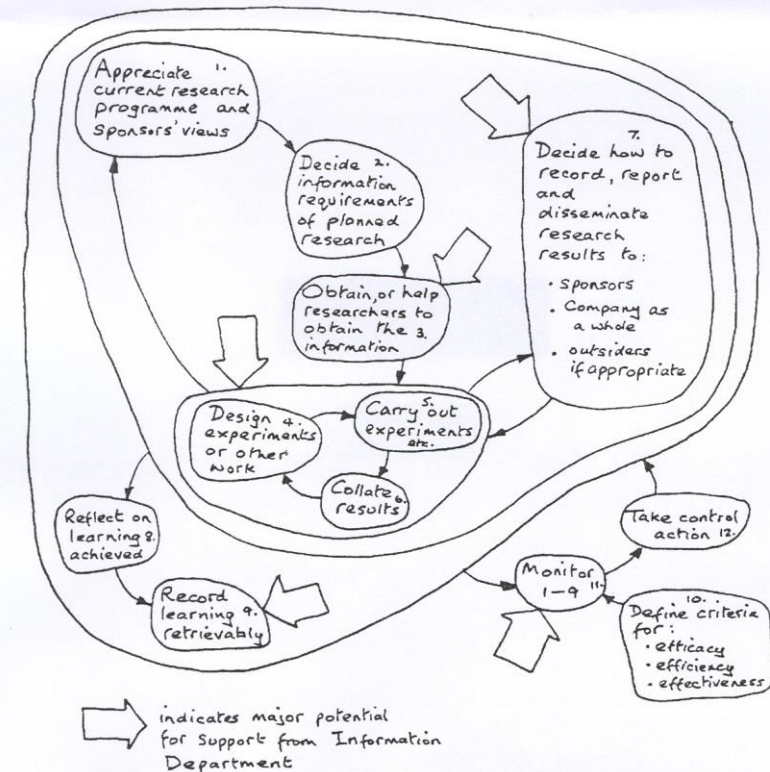 Appreciate 1.
current research
programme and
sponsors' views
Decide 2.
information
requirements
of planned
research
Obtain, or help
researchers to
obtain the 3.
information
Design 4.
experiments
or other
work
Carry 5. out
experiments
etc.
Collate 6.
results
7.
Decide how to
record, report
and
disseminate
research
results to:
• sponsors
• Company as
a whole
• outsiders
if appropriate
Reflect on
learning 8.
achieved
Record
learning 9.
retrievably
Monitor
1-9 11.
Take control
action 12.
10.
Define criteria
for:
• efficacy
• efficiency
• effectiveness
indicates major potential
for support from Information
Department